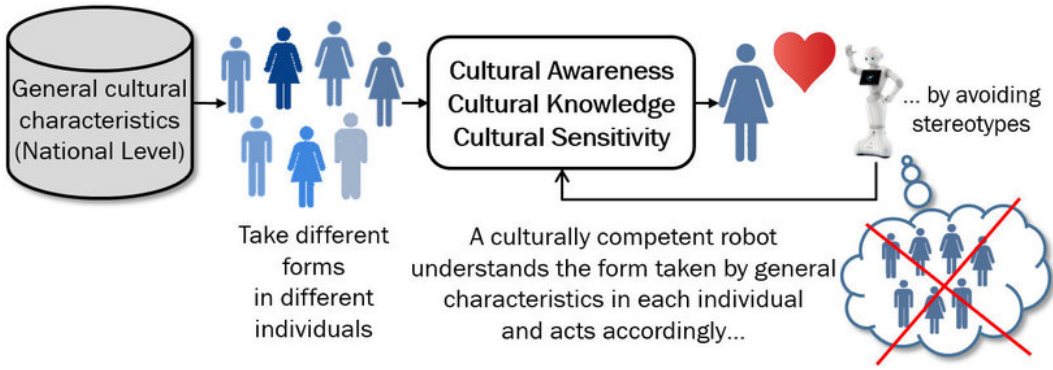 General cultural
characteristics
(National Level)
Take different
forms
in different
individuals
Cultural Awareness
Cultural Knowledge
Cultural Sensitivity
A culturally competent robot
understands the form taken by general
characteristics in each individual
and acts accordingly...
... by avoiding
stereotypes